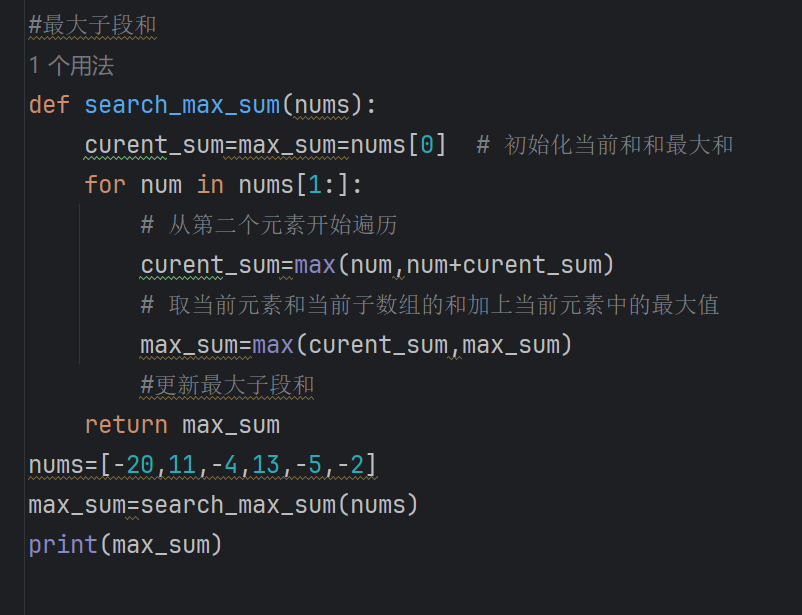 #最大子段和
1 个用法
def search_max_sum(nums):
    curent_sum=max_sum=nums[0]  # 初始化当前和和最大和
    for num in nums[1:]:
        # 从第二个元素开始遍历
        curent_sum=max(num,num+curent_sum)
        # 取当前元素和当前子数组的和加上当前元素中的最大值
        max_sum=max(curent_sum,max_sum)
        #更新最大子段和
    return max_sum
nums=[-20,11,-4,13,-5,-2]
max_sum=search_max_sum(nums)
print(max_sum)